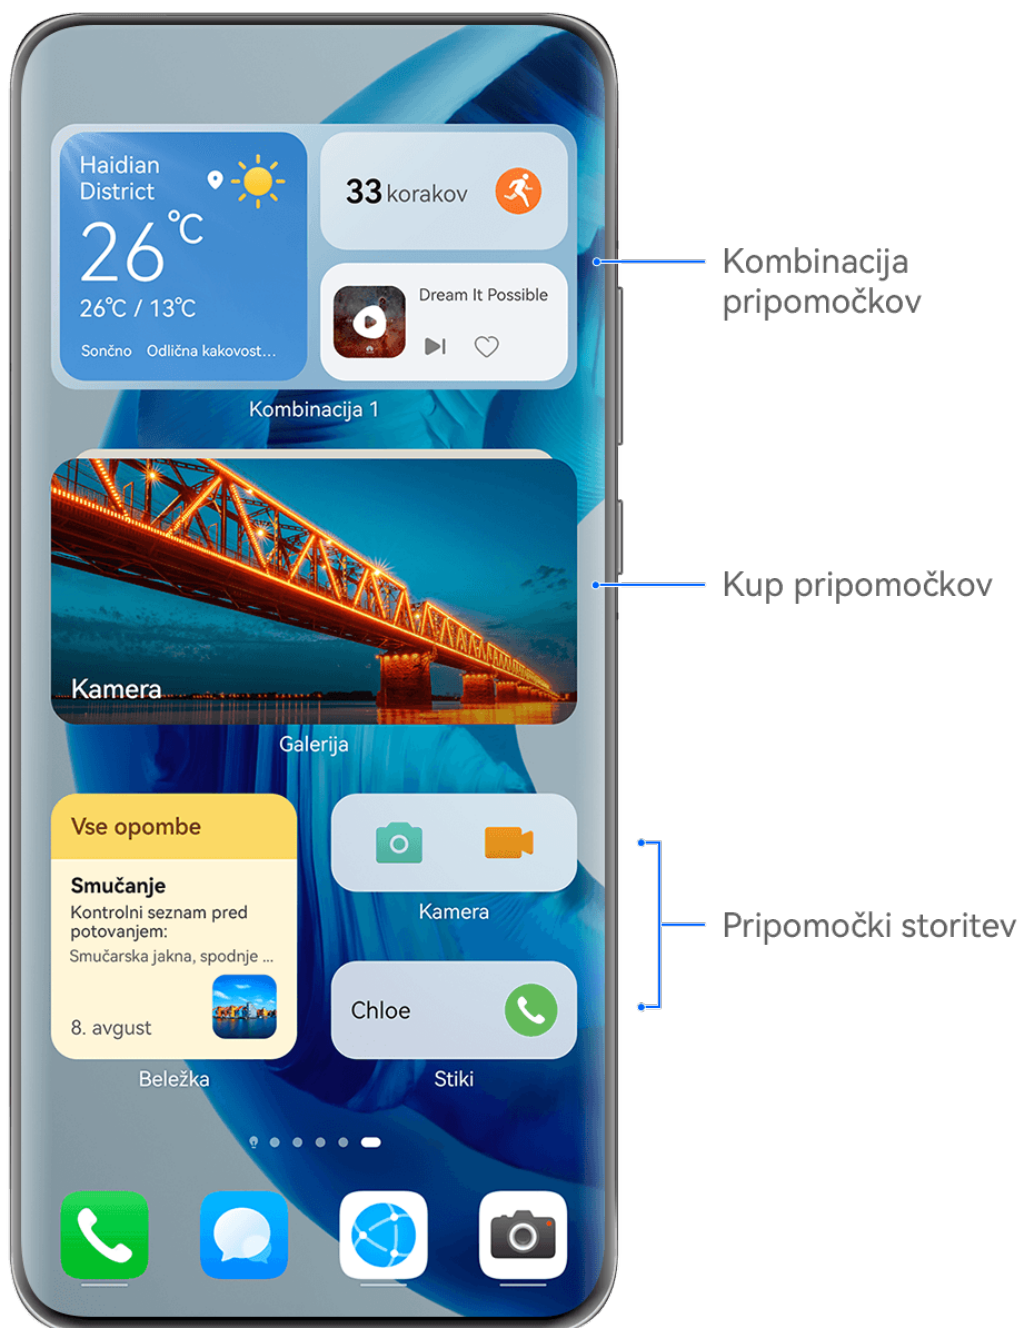 Haidian
District
26°C
26°C / 13°C
Sončno Odlična kakovost...
33 korakov
Dream It Possible
Kombinacija 1
Kombinacija
pripomočkov
Kamera
Galerija
Kup pripomočkov
Vse opombe
Smučanje
Kontrolni seznam pred
potovanjem:
Smučarska jakna, spodnje ...
8. avgust
Beležka
Kamera
Chloe
Stiki
Pripomočki storitev